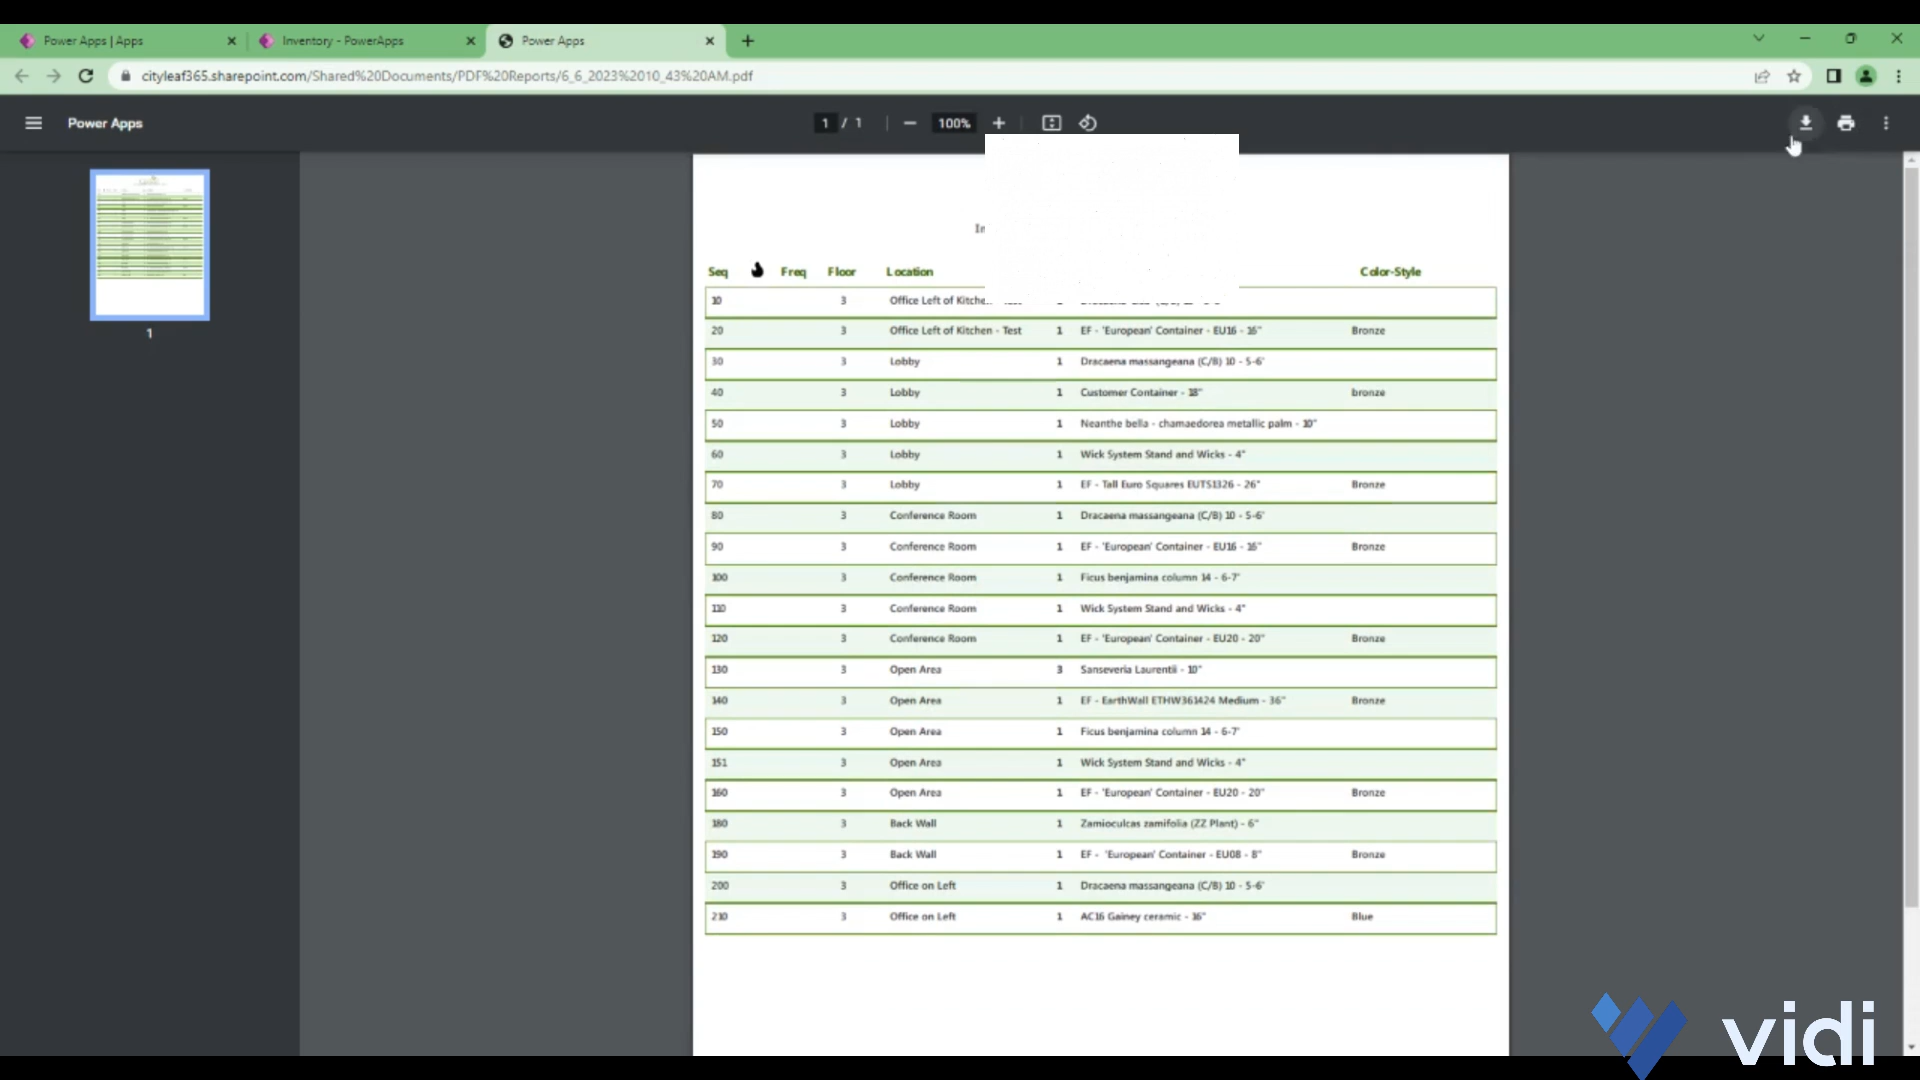 Power Apps | Apps
Inventory - PowerApps
Power Apps
cityleaf365.sharepoint.com/Shared%20Documents/PDF%20Reports/6_6_2023%2010_43%20AM.pdf
Power Apps
1 / 1
100%
1
Seq Freq Floor Location Color-Style
10 3 Office Left of
20 3 Office Left of Kitchen - Test 1 EF - 'European' Container - EU16 - 16" Bronze
30 3 Lobby 1 Dracaena massangeana (C/B) 10 - 5-6'
40 3 Lobby 1 Customer Container - 18" bronze
50 3 Lobby 1 Neanthe bella - chamaedorea metallic palm - 10"
60 3 Lobby 1 Wick System Stand and Wicks - 4"
70 3 Lobby 1 EF - Tall Euro Squares EUTS1326 - 26" Bronze
80 3 Conference Room 1 Dracaena massangeana (C/B) 10 - 5-6'
90 3 Conference Room 1 EF - 'European' Container - EU16 - 16" Bronze
100 3 Conference Room 1 Ficus benjamina column 14 - 6-7'
110 3 Conference Room 1 Wick System Stand and Wicks - 4"
120 3 Conference Room 1 EF - 'European' Container - EU20 - 20" Bronze
130 3 Open Area 3 Sanseveria Laurentii - 10"
140 3 Open Area 1 EF - EarthWall ETHW361424 Medium - 36" Bronze
150 3 Open Area 1 Ficus benjamina column 14 - 6-7'
151 3 Open Area 1 Wick System Stand and Wicks - 4"
160 3 Open Area 1 EF - 'European' Container - EU20 - 20" Bronze
180 3 Back Wall 1 Zamioculcas zamifolia (ZZ Plant) - 6"
190 3 Back Wall 1 EF - 'European' Container - EU08 - 8" Bronze
200 3 Office on Left 1 Dracaena massangeana (C/B) 10 - 5-6'
210 3 Office on Left 1 AC16 Gainey ceramic - 16" Blue
vidi